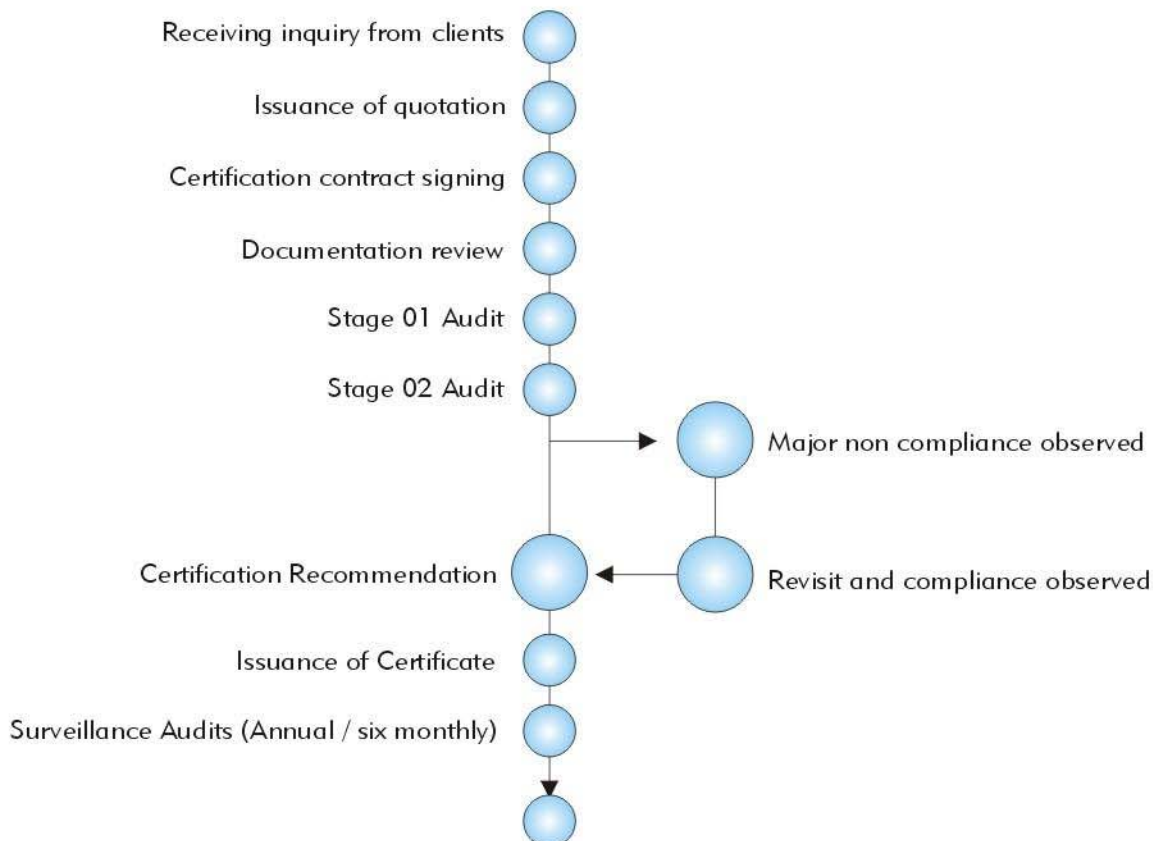 Receiving inquiry from clients
Issuance of quotation
Certification contract signing
Documentation review
Stage 01 Audit
Stage 02 Audit
Major non compliance observed
Certification Recommendation
Revisit and compliance observed
Issuance of Certificate
Surveillance Audits (Annual / six monthly)